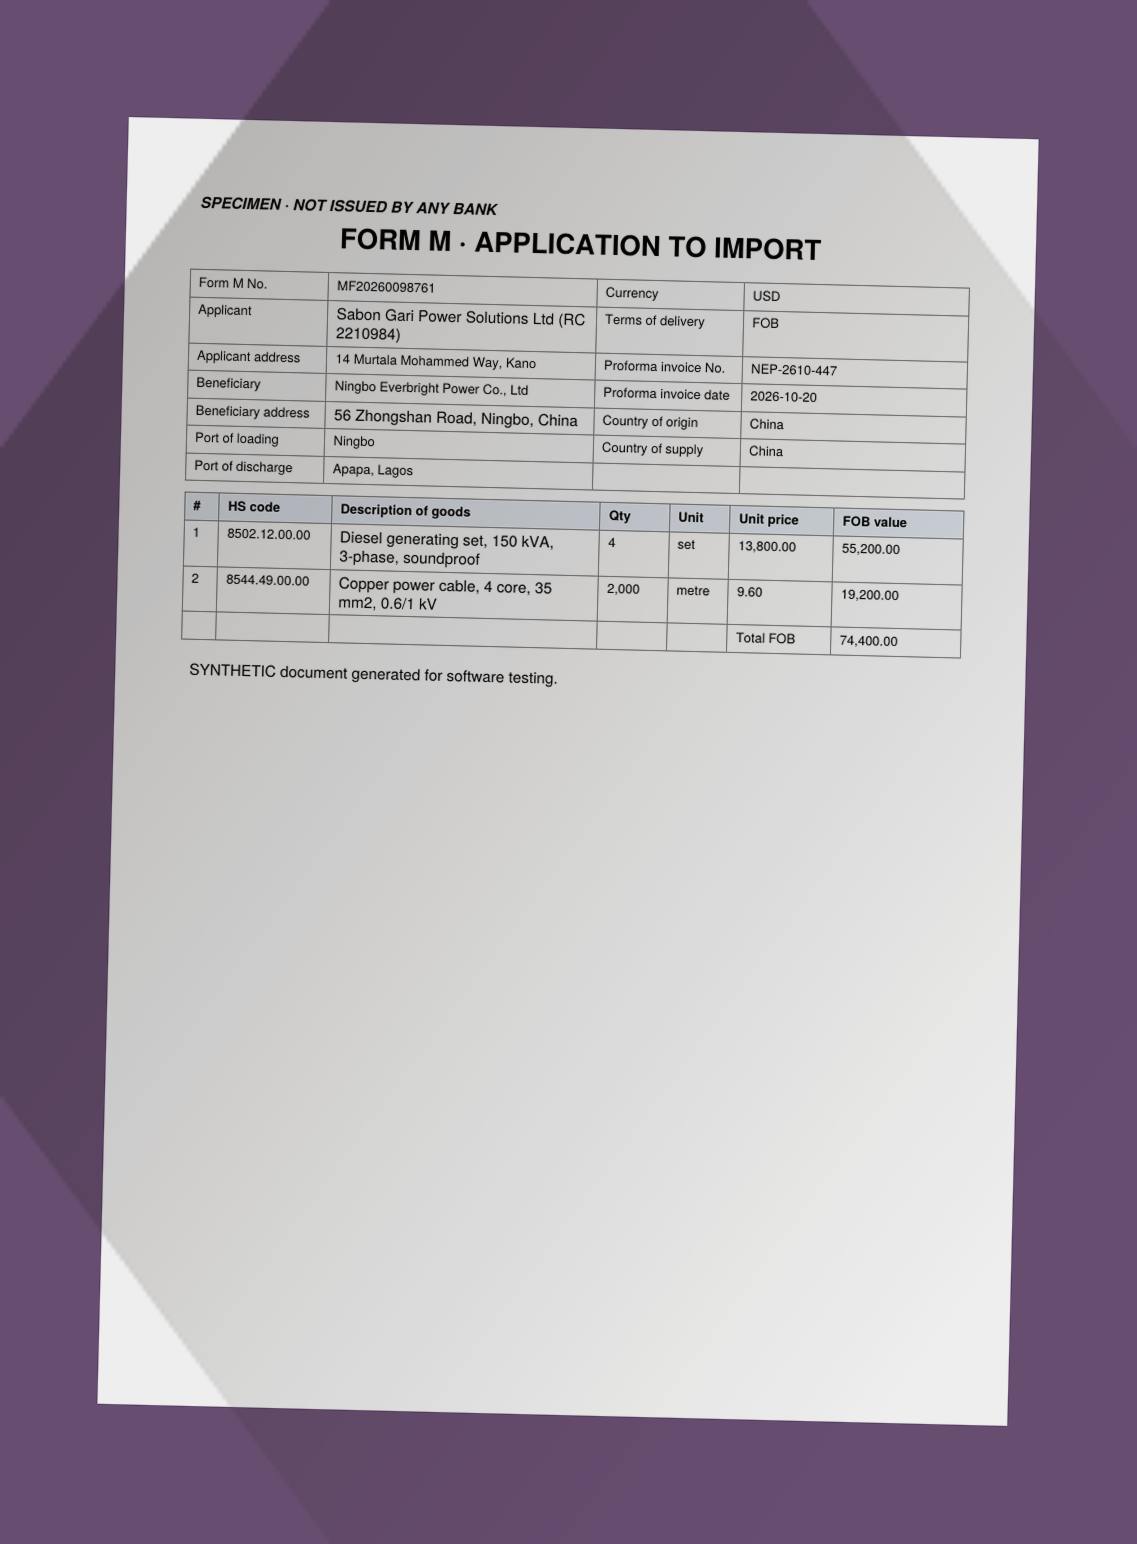 SPECIMEN · NOT ISSUED BY ANY BANK
FORM M · APPLICATION TO IMPORT
Form M No. MF20260098761 Currency USD
Applicant Sabon Gari Power Solutions Ltd (RC 2210984) Terms of delivery FOB
Applicant address 14 Murtala Mohammed Way, Kano Proforma invoice No. NEP-2610-447
Beneficiary Ningbo Everbright Power Co., Ltd Proforma invoice date 2026-10-20
Beneficiary address 56 Zhongshan Road, Ningbo, China Country of origin China
Port of loading Ningbo Country of supply China
Port of discharge Apapa, Lagos
# HS code Description of goods Qty Unit Unit price FOB value
1 8502.12.00.00 Diesel generating set, 150 kVA, 3-phase, soundproof 4 set 13,800.00 55,200.00
2 8544.49.00.00 Copper power cable, 4 core, 35 mm2, 0.6/1 kV 2,000 metre 9.60 19,200.00
Total FOB 74,400.00
SYNTHETIC document generated for software testing.